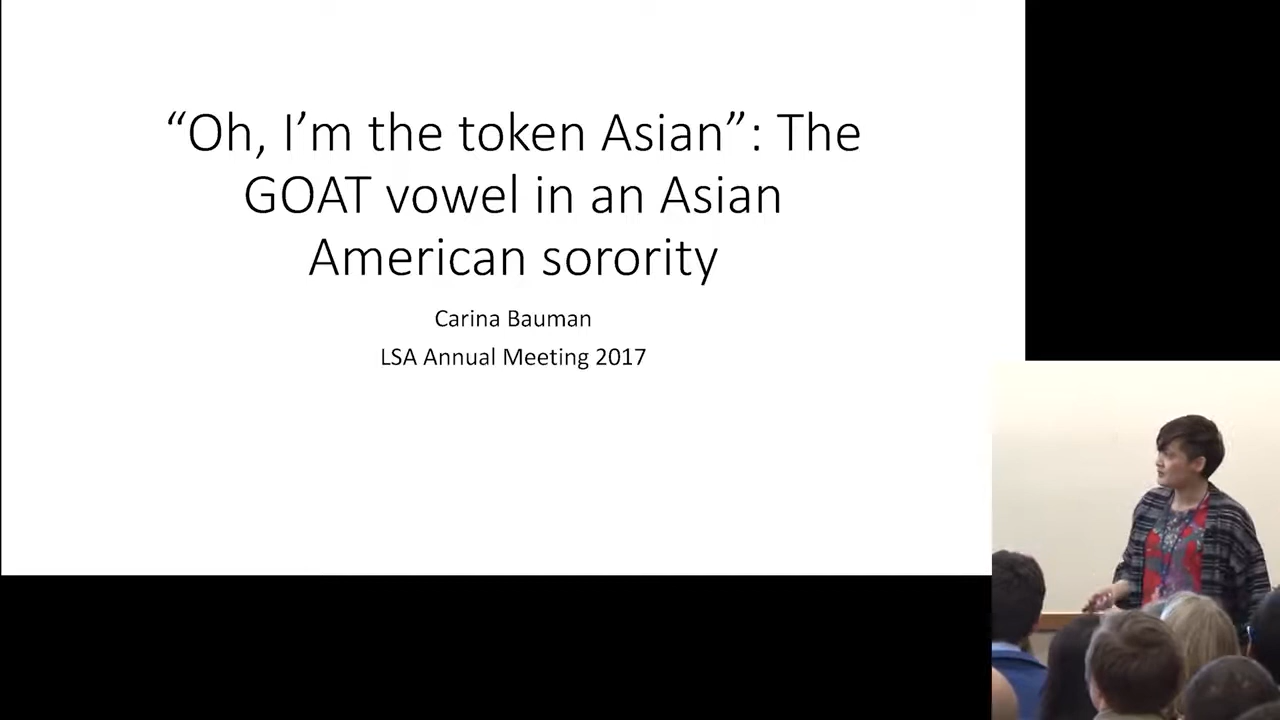 “Oh, I’m the token Asian”: The
GOAT vowel in an Asian
American sorority
Carina Bauman
LSA Annual Meeting 2017